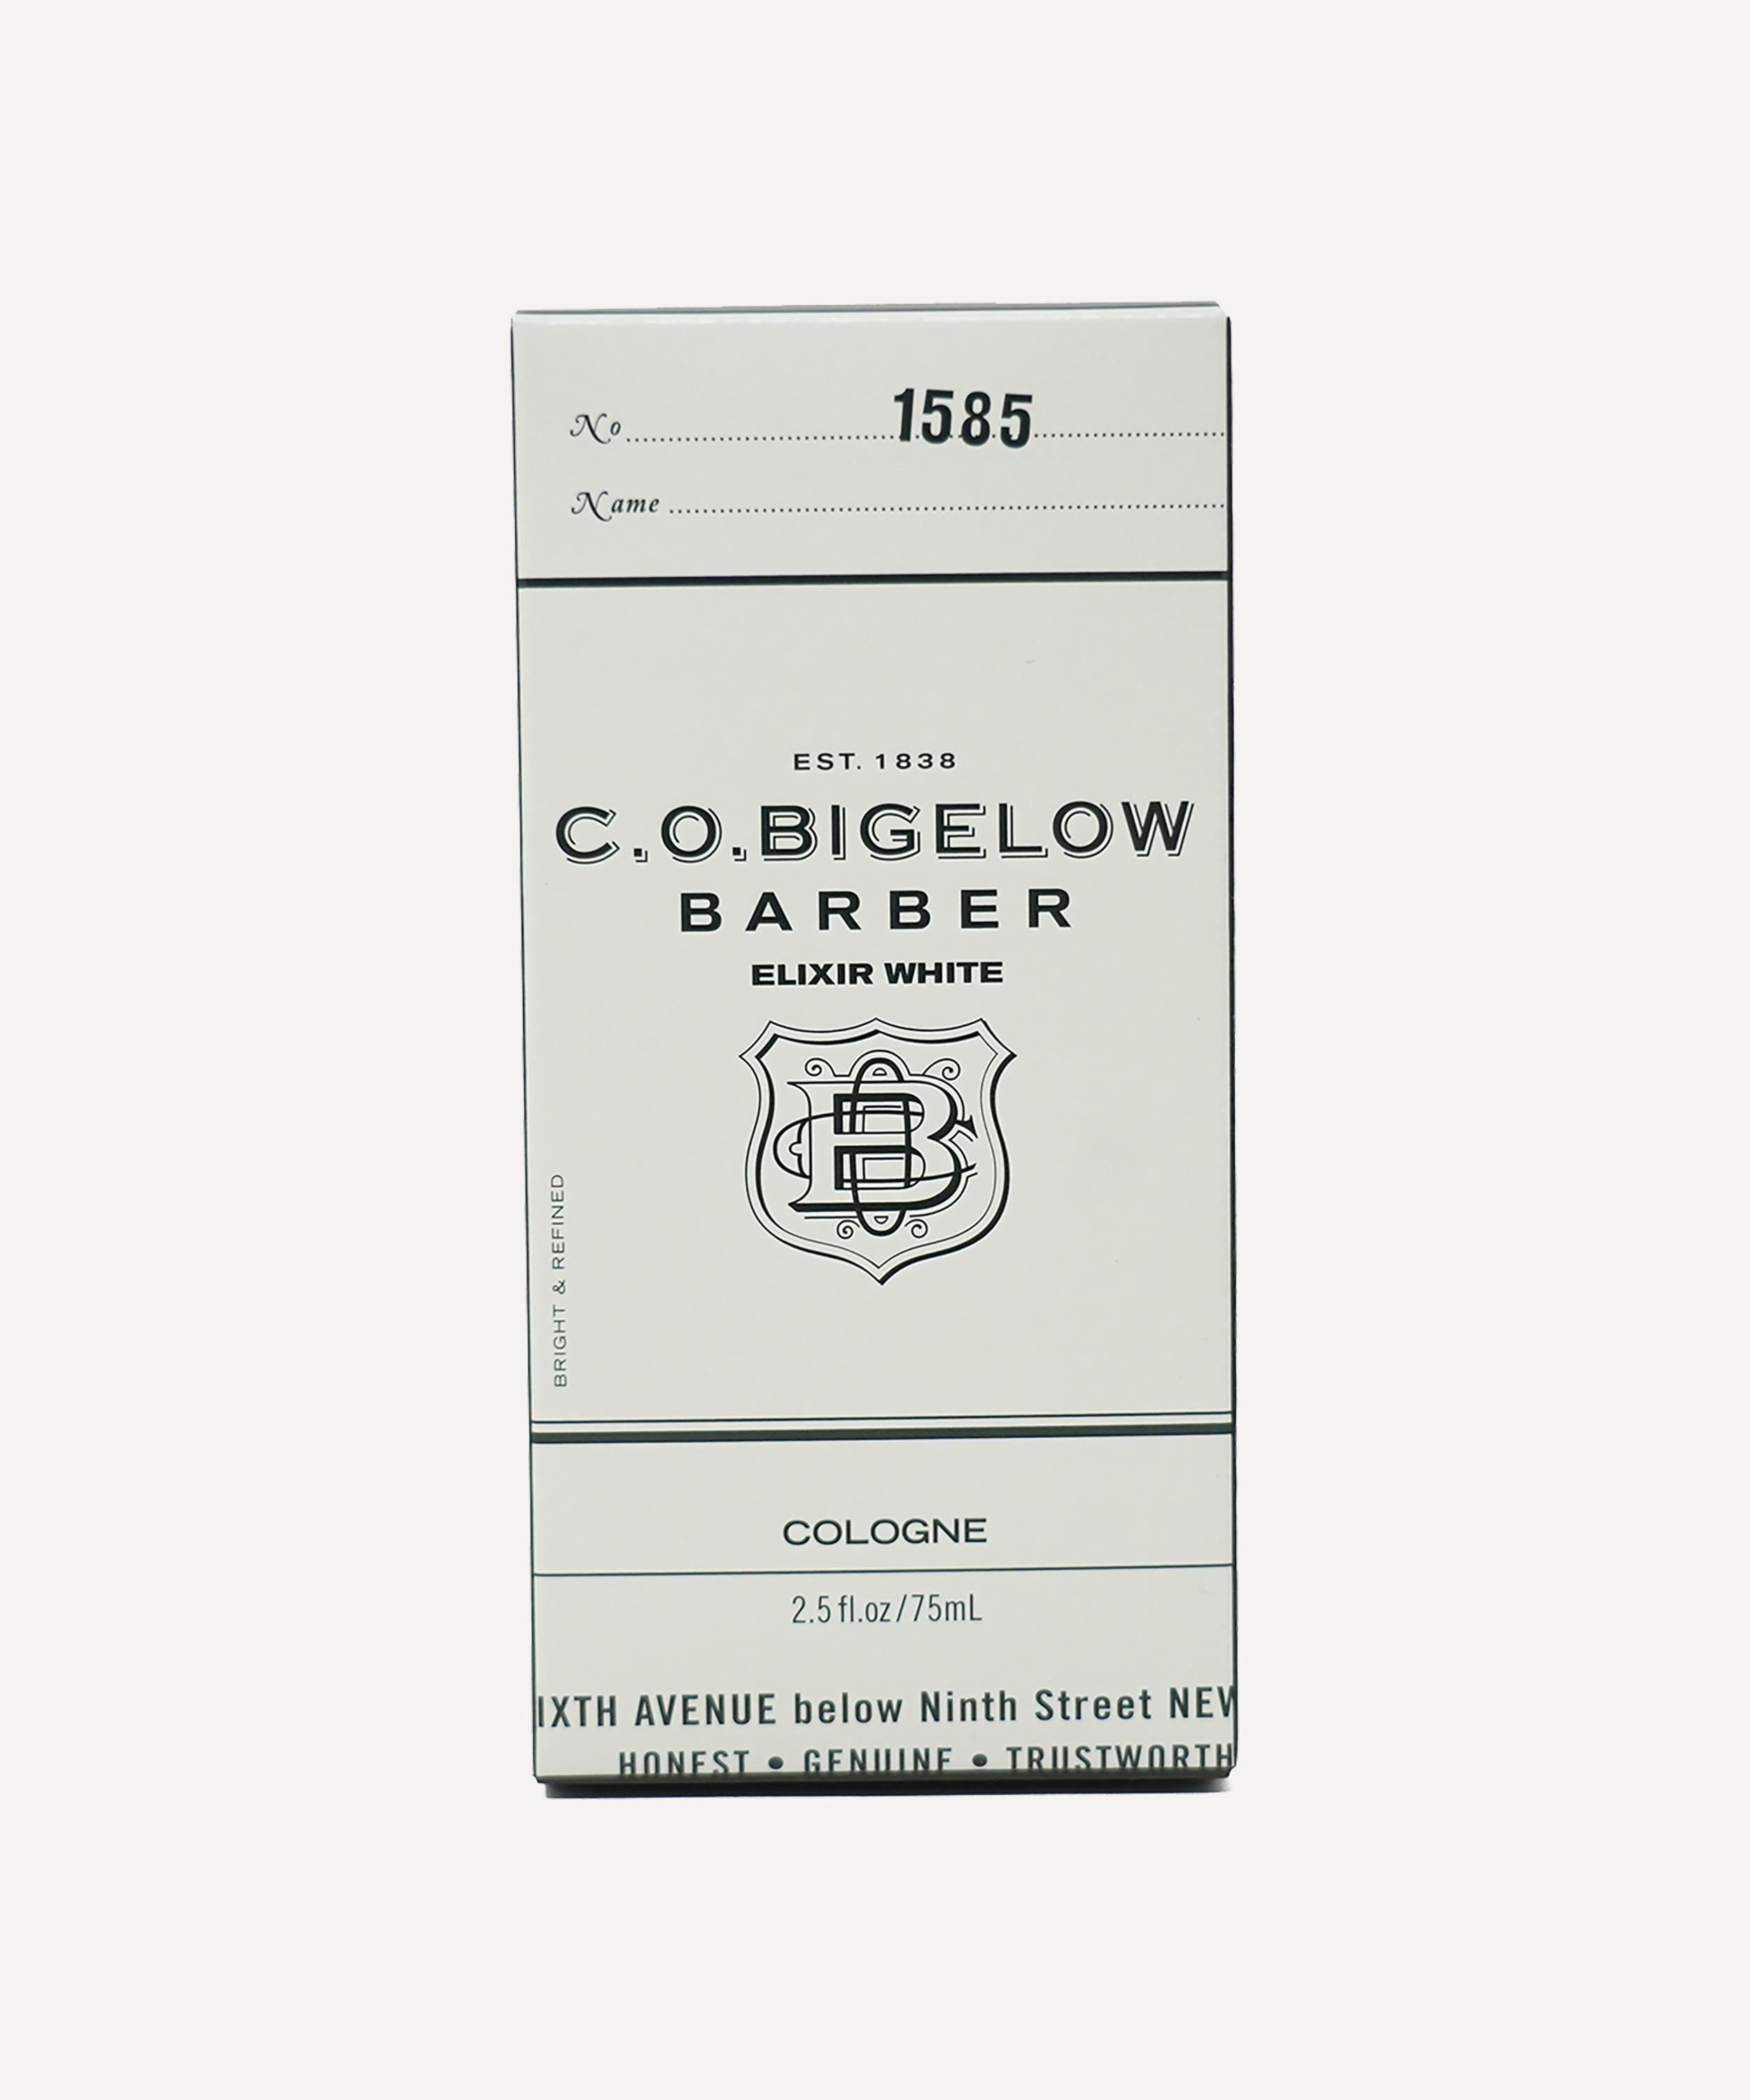 No 1585
Name
EST. 1838
C.O.BIGELOW
BARBER
ELIXIR WHITE
BRIGHT & REFINED
COLOGNE
2.5 fl.oz/75mL
IXTH AVENUE below Ninth Street NEW
HONEST • GENUINE • TRUSTWORTH